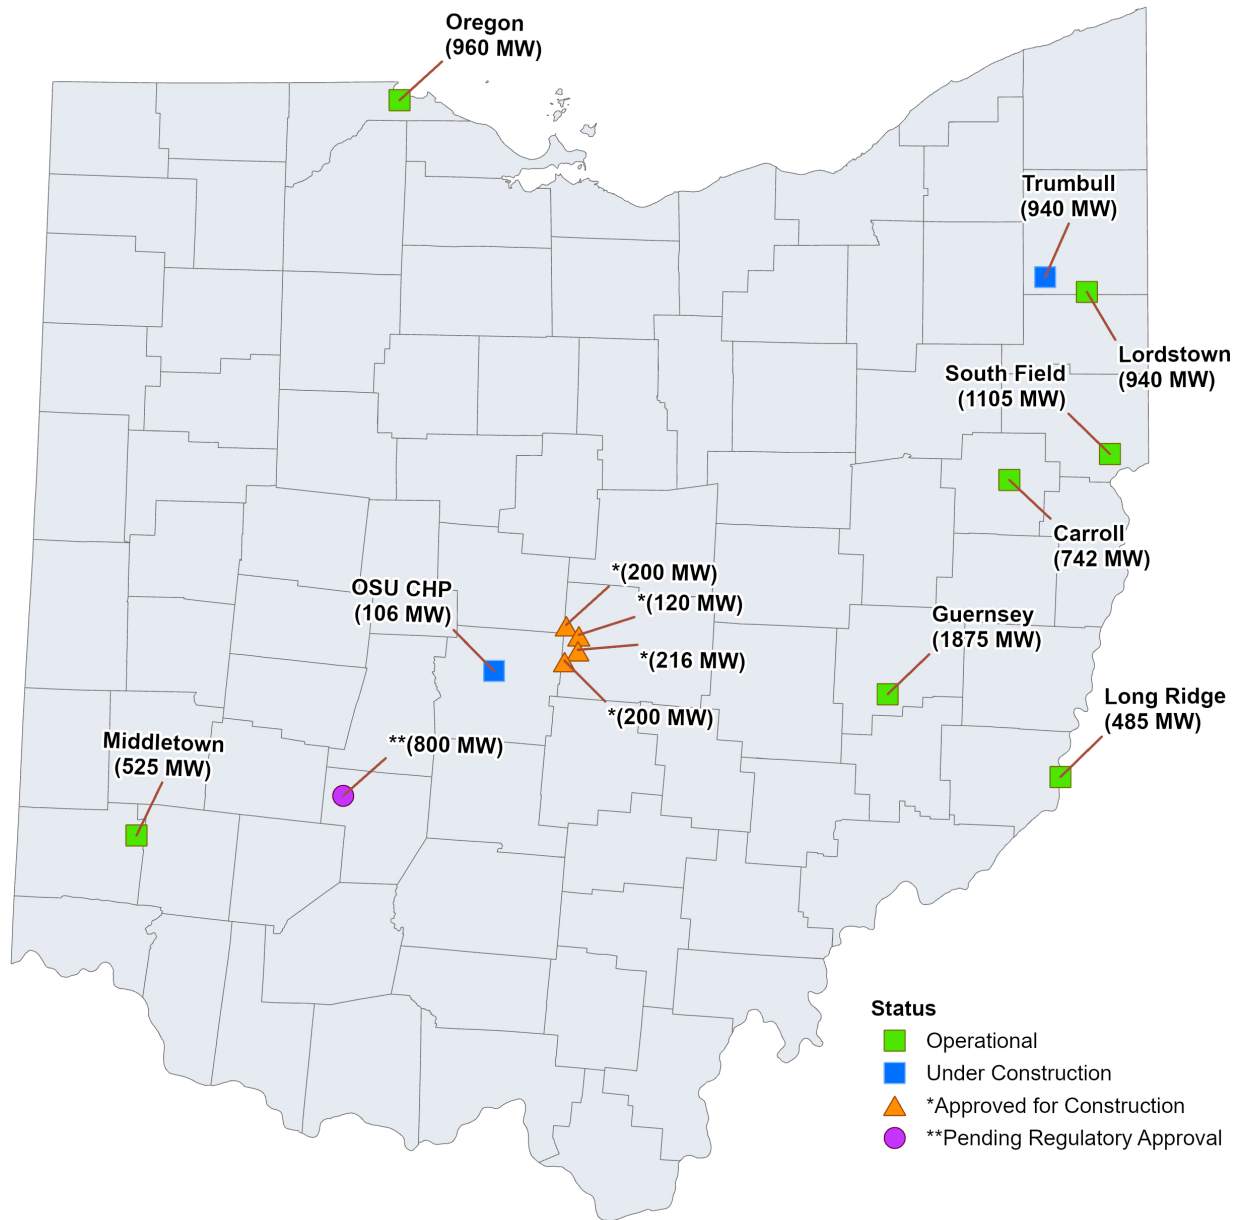 Oregon
(960 MW)
Trumbull
(940 MW)
Lordstown
(940 MW)
South Field
(1105 MW)
Carroll
(742 MW)
*(200 MW)
OSU CHP
(106 MW)
*(120 MW)
Guernsey
(1875 MW)
*(216 MW)
Long Ridge
(485 MW)
*(200 MW)
Middletown
(525 MW)
**(800 MW)
Status
Operational
Under Construction
*Approved for Construction
**Pending Regulatory Approval